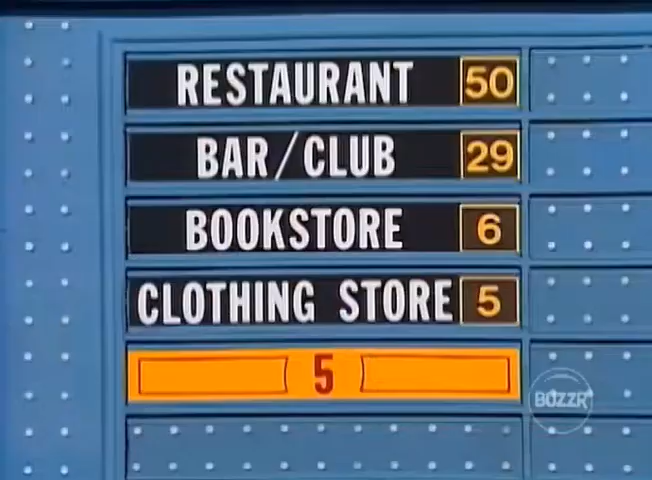 RESTAURANT 50
BAR/CLUB 29
BOOKSTORE 6
CLOTHING STORE 5
5
BUZZR